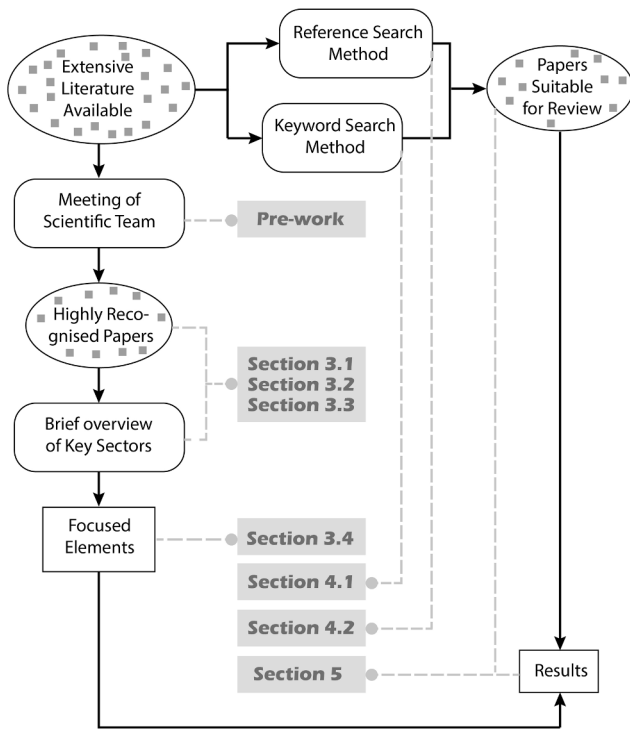 Extensive
Literature
Available
Reference Search
Method
Keyword Search
Method
Papers
Suitable
for Review
Meeting of
Scientific Team
Pre-work
Highly Reco-
gnised Papers
Section 3.1
Section 3.2
Section 3.3
Brief overview
of Key Sectors
Focused
Elements
Section 3.4
Section 4.1
Section 4.2
Section 5
Results